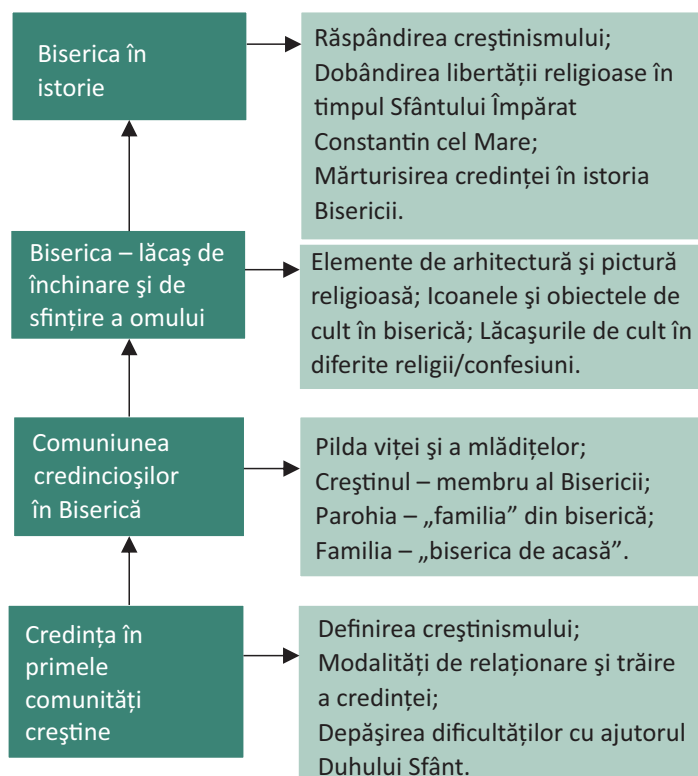 Biserica în
istorie
Răspândirea creştinismului;
Dobândirea libertății religioase în
timpul Sfântului Împărat
Constantin cel Mare;
Mărturisirea credinței în istoria
Bisericii.
Biserica – lăcaş de
închinare şi de
sfințire a omului
Elemente de arhitectură şi pictură
religioasă; Icoanele şi obiectele de
cult în biserică; Lăcaşurile de cult în
diferite religii/confesiuni.
Comuniunea
credincioşilor
în Biserică
Pilda viței şi a mlădițelor;
Creştinul – membru al Bisericii;
Parohia – „familia” din biserică;
Familia – „biserica de acasă”.
Credința în
primele
comunități
creştine
Definirea creştinismului;
Modalități de relaționare şi trăire
a credinței;
Depăşirea dificultăților cu ajutorul
Duhului Sfânt.